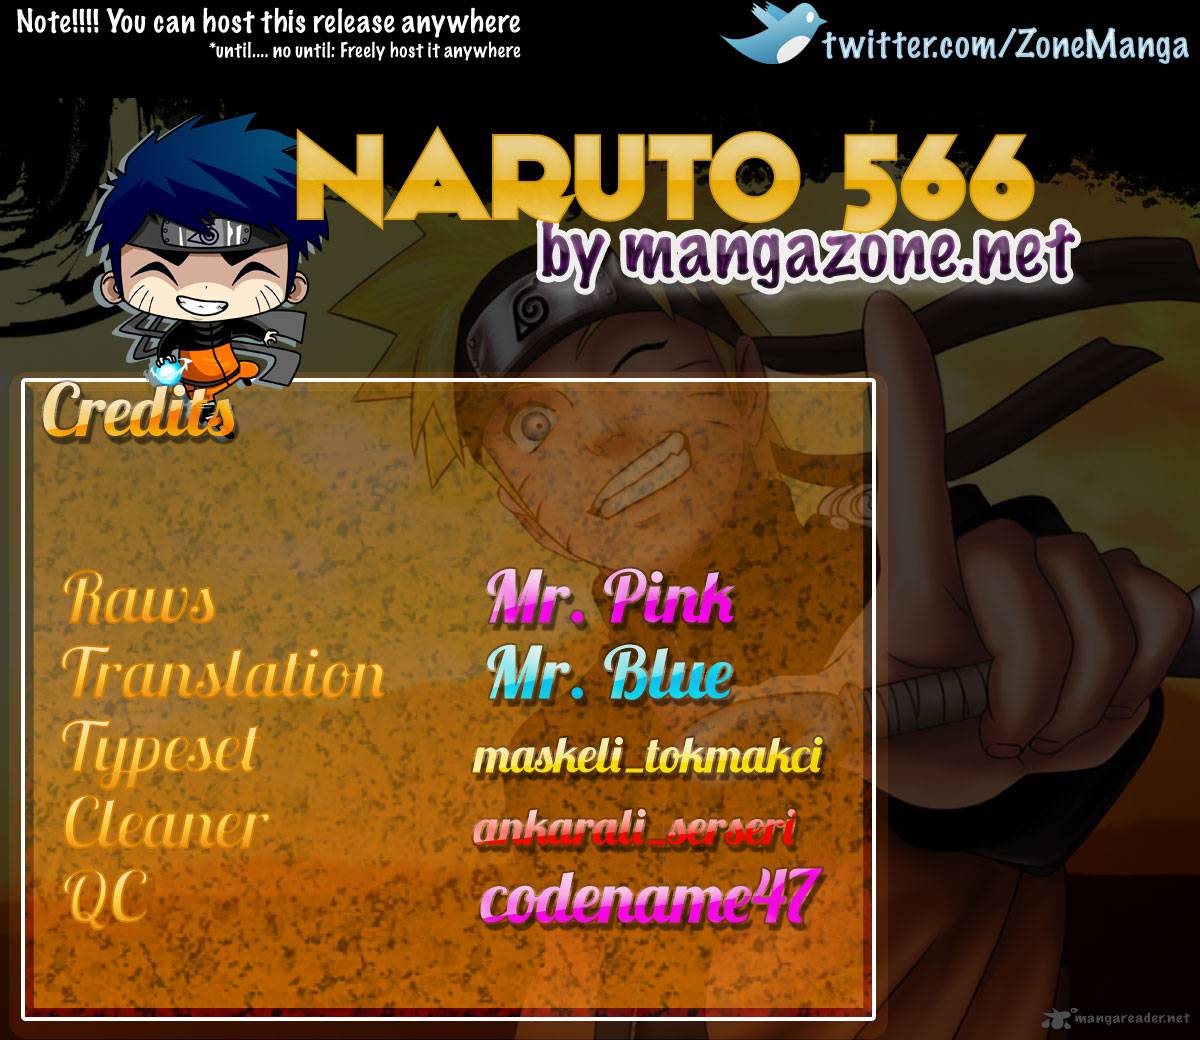 Note!!!! You can host this release anywhere
*until.... no until: Freely host it anywhere
twitter.com/ZoneManga
NARUTO 566
by mangazone.net
Credits
Raws Mr. Pink
Translation Mr. Blue
Typeset maskeli_tokmakci
Cleaner ankarali_serseri
QC codename47
mangareader.net